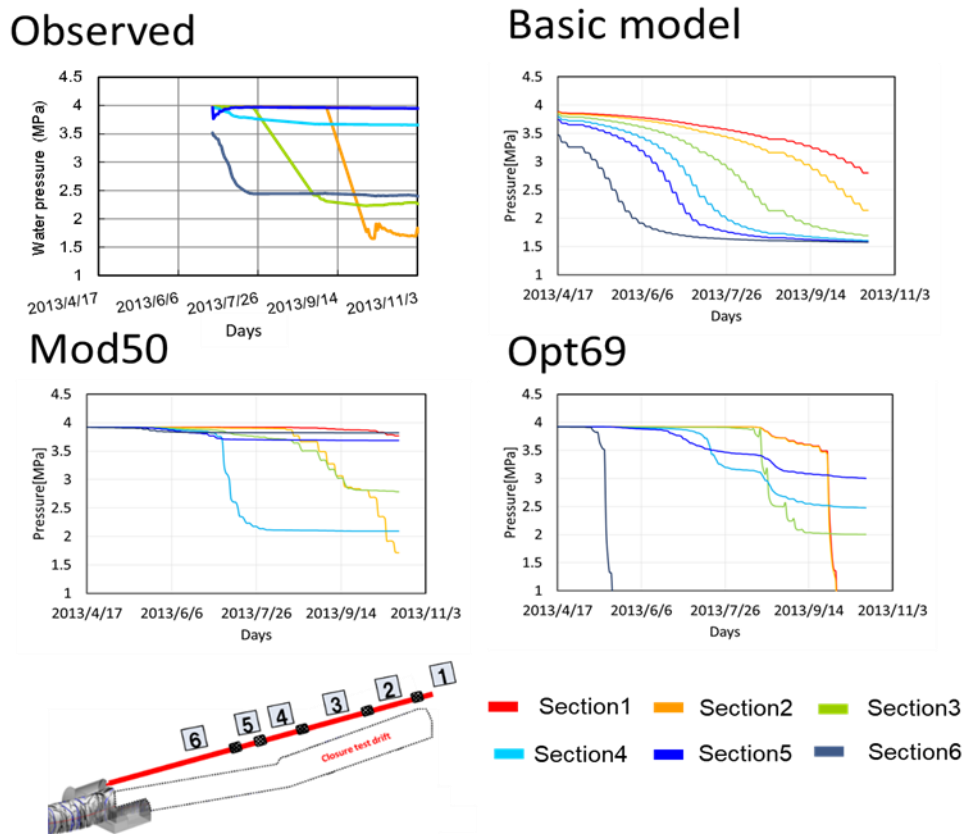 Observed
Basic model
4.5
4
3.5
3
2.5
2
1.5
1
Water pressure (MPa)
2013/4/17 2013/6/6 2013/7/26 2013/9/14 2013/11/3
Days
4.5
4
3.5
3
2.5
2
1.5
1
Pressure[MPa]
2013/4/17 2013/6/6 2013/7/26 2013/9/14 2013/11/3
Days
Mod50
Opt69
4.5
4
3.5
3
2.5
2
1.5
1
Pressure[MPa]
2013/4/17 2013/6/6 2013/7/26 2013/9/14 2013/11/3
Days
4.5
4
3.5
3
2.5
2
1.5
1
Pressure[MPa]
2013/4/17 2013/6/6 2013/7/26 2013/9/14 2013/11/3
Days
6 5 4 3 2 1
Closure test drift
Section1 Section2 Section3
Section4 Section5 Section6